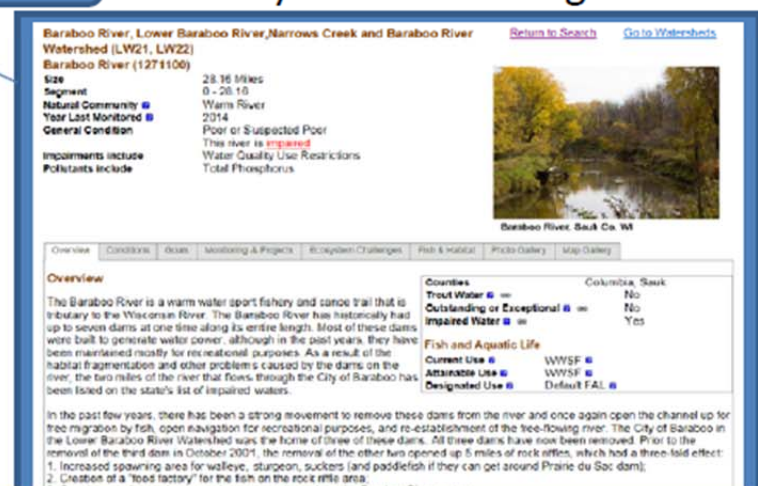 Baraboo River, Lower Baraboo River,Narrows Creek and Baraboo River
Watershed (LW21, LW22)
Return to Search
Go to Watersheds
Baraboo River (1271100)
Size 28.16 Miles
Segment 0 - 28.16
Natural Community Warm River
Year Last Monitored 2014
General Condition Poor or Suspected Poor
This river is impaired
Impairments include Water Quality Use Restrictions
Pollutants include Total Phosphorus
Baraboo River, Sauk Co. WI
Overview Conditions Goals Monitoring & Projects Ecosystem Challenges Fish & Habitat Photo Gallery Map Gallery
Overview
The Baraboo River is a warm water sport fishery and canoe trail that is
tributary to the Wisconsin River. The Baraboo River has historically had
up to seven dams at one time along its entire length. Most of these dams
were built to generate water power, although in the past years, they have
been maintained mostly for recreational purposes. As a result of the
habitat fragmentation and other problems caused by the dams on the
river, the two miles of the river that flows through the City of Baraboo has
been listed on the state's list of impaired waters.
Counties Columbia, Sauk
Trout Water No
Outstanding or Exceptional No
Impaired Water Yes
Fish and Aquatic Life
Current Use WWSF
Attainable Use WWSF
Designated Use Default FAL
In the past few years, there has been a strong movement to remove these dams from the river and once again open the channel up for
free migration by fish, open navigation for recreational purposes, and re-establishment of the free-flowing river. The City of Baraboo in
the Lower Baraboo River Watershed was the home of three of these dams. All three dams have now been removed. Prior to the
removal of the third dam in October 2001, the removal of the other two opened up 5 miles of rock riffles, which had a three-fold effect:
1. Increased spawning area for walleye, sturgeon, suckers (and paddlefish if they can get around Prairie du Sac dam);
2. Creation of a "food factory" for the fish on the rock riffle area;